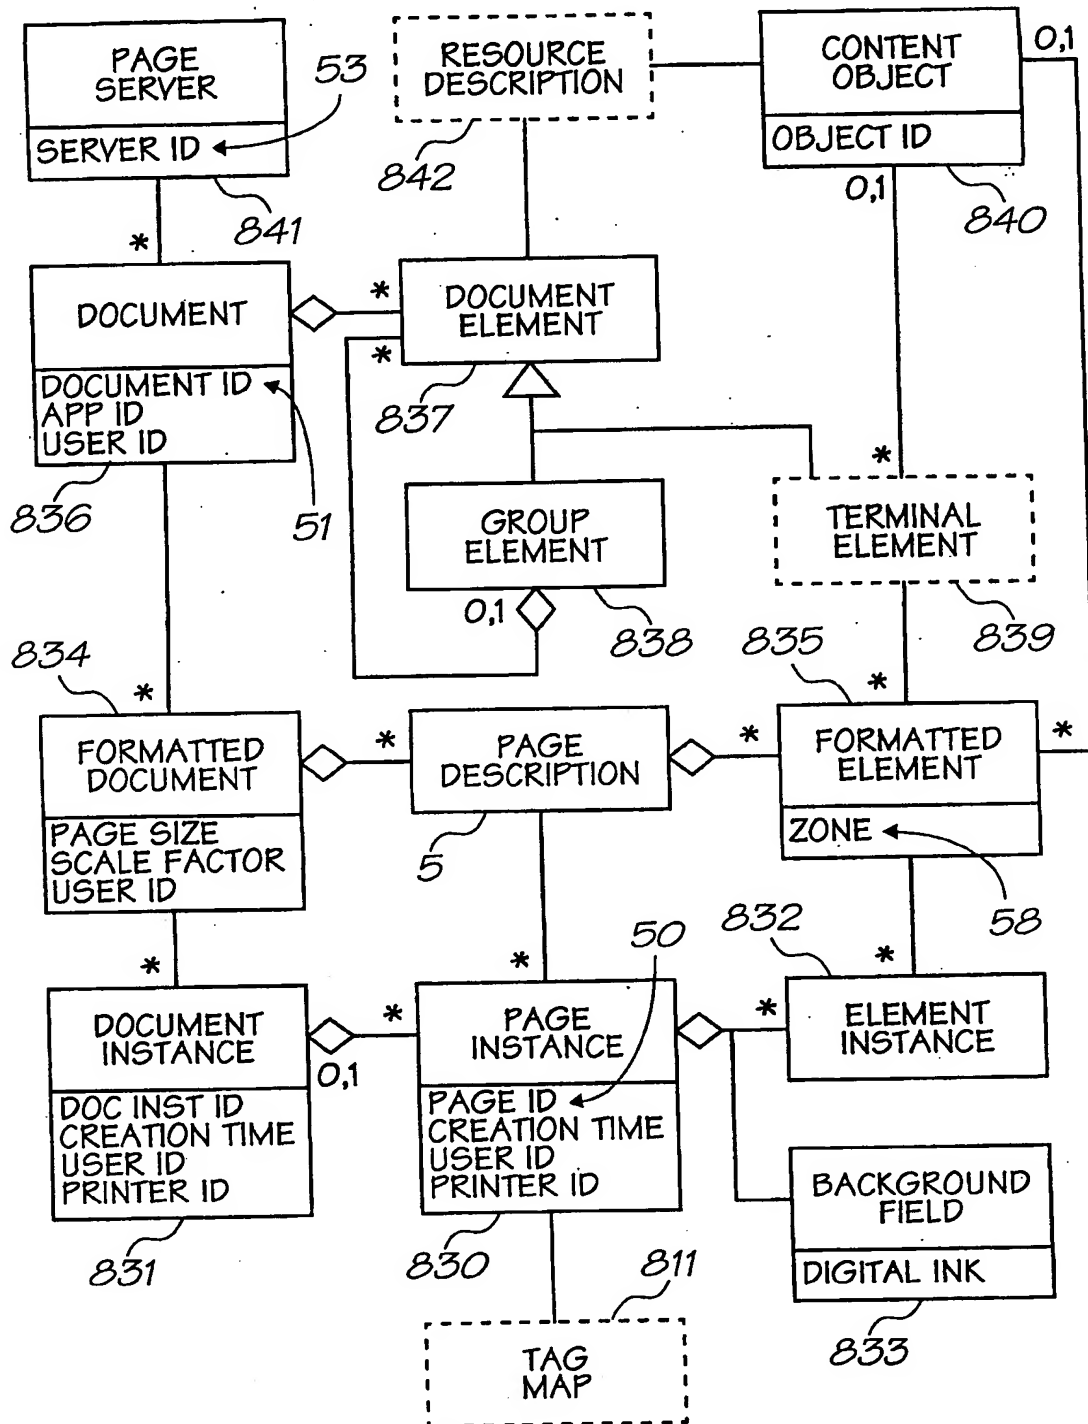 PAGE
SERVER
SERVER ID
53
841
*
RESOURCE
DESCRIPTION
842
CONTENT
OBJECT
OBJECT ID
0,1
0,1
840
DOCUMENT
DOCUMENT ID
APP ID
USER ID
836
51
*
*
DOCUMENT
ELEMENT
837
GROUP
ELEMENT
0,1
838
*
TERMINAL
ELEMENT
839
834
*
FORMATTED
DOCUMENT
PAGE SIZE
SCALE FACTOR
USER ID
*
PAGE
DESCRIPTION
5
835
*
*
*
FORMATTED
ELEMENT
ZONE
58
*
DOCUMENT
INSTANCE
0,1
DOC INST ID
CREATION TIME
USER ID
PRINTER ID
831
*
*
50
PAGE
INSTANCE
PAGE ID
CREATION TIME
USER ID
PRINTER ID
830
832
*
*
ELEMENT
INSTANCE
BACKGROUND
FIELD
DIGITAL INK
833
811
TAG
MAP